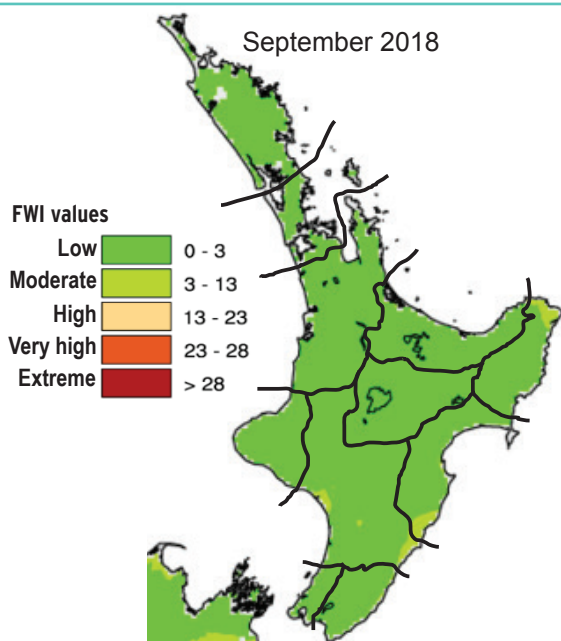 September 2018
FWI values
Low 0 - 3
Moderate 3 - 13
High 13 - 23
Very high 23 - 28
Extreme > 28